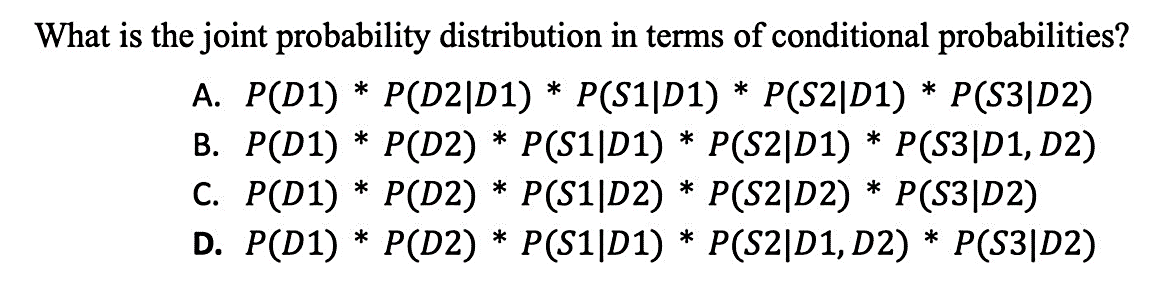 What is the joint probability distribution in terms of conditional probabilities?
A. P(D1) * P(D2|D1) * P(S1|D1) * P(S2|D1) * P(S3|D2)
B. P(D1) * P(D2) * P(S1|D1) * P(S2|D1) * P(S3|D1, D2)
C. P(D1) * P(D2) * P(S1|D2) * P(S2|D2) * P(S3|D2)
D. P(D1) * P(D2) * P(S1|D1) * P(S2|D1, D2) * P(S3|D2)